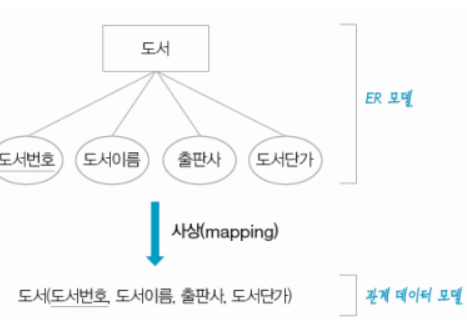 도서
ER 모델
도서번호 도서이름 출판사 도서단가
사상(mapping)
도서(도서번호, 도서이름, 출판사, 도서단가)
관계 데이터 모델